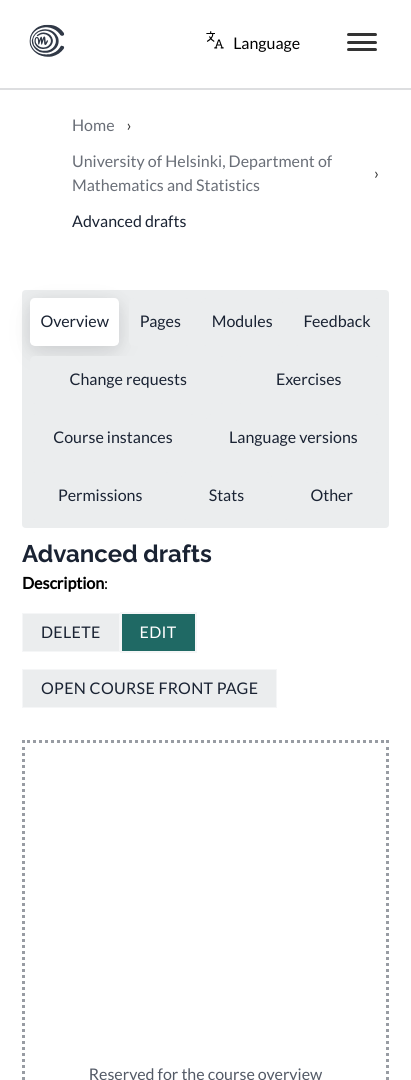 Language
Home ›
University of Helsinki, Department of
Mathematics and Statistics ›
Advanced drafts
Overview Pages Modules Feedback
Change requests Exercises
Course instances Language versions
Permissions Stats Other
Advanced drafts
Description:
DELETE EDIT
OPEN COURSE FRONT PAGE
Reserved for the course overview